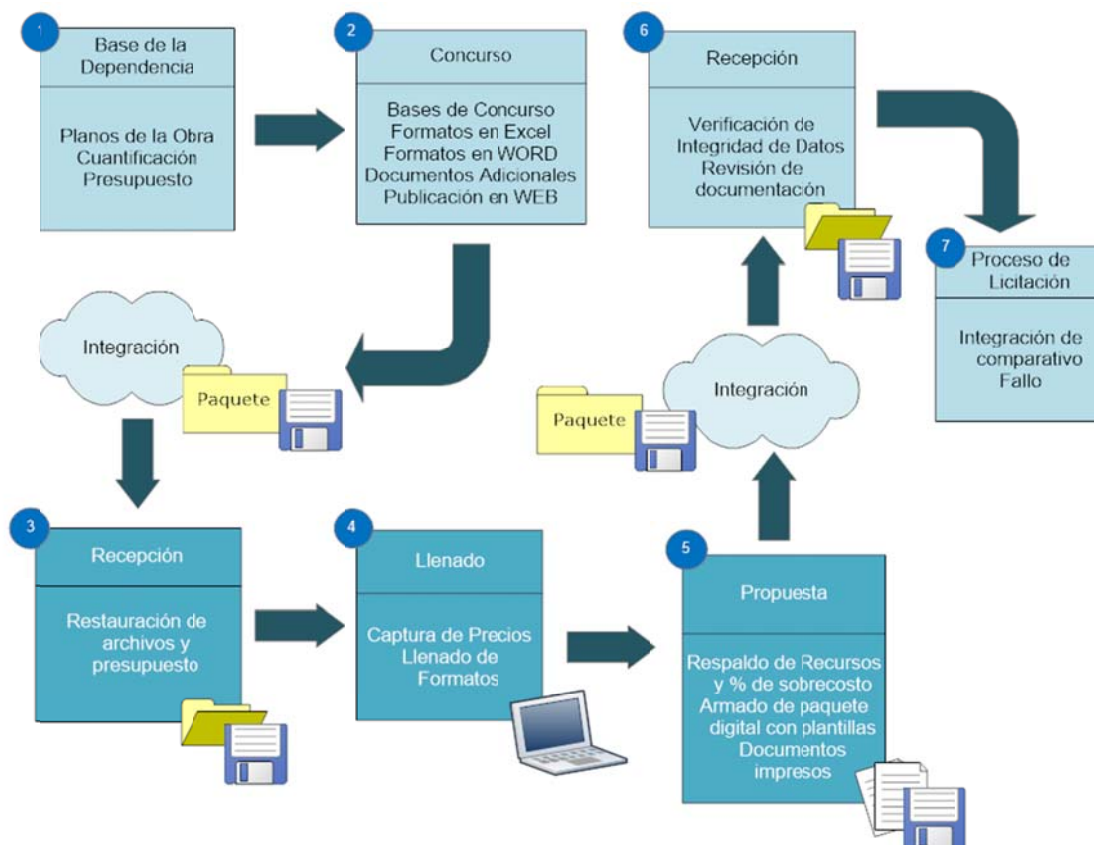 1
Base de la
Dependencia
Planos de la Obra
Cuantificación
Presupuesto
2
Concurso
Bases de Concurso
Formatos en Excel
Formatos en WORD
Documentos Adicionales
Publicación en WEB
Integración
Paquete
3
Recepción
Restauración de
archivos y
presupuesto
4
Llenado
Captura de Precios
Llenado de
Formatos
5
Propuesta
Respaldo de Recursos
y % de sobrecosto
Armado de paquete
digital con plantillas
Documentos
impresos
Integración
Paquete
6
Recepción
Verificación de
Integridad de Datos
Revisión de
documentacón
7
Proceso de
Licitación
Integración de
comparativo
Fallo